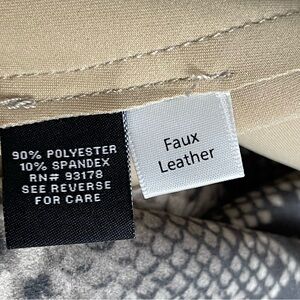 90% POLYESTER
10% SPANDEX
RN# 93178
SEE REVERSE
FOR CARE
Faux
Leather